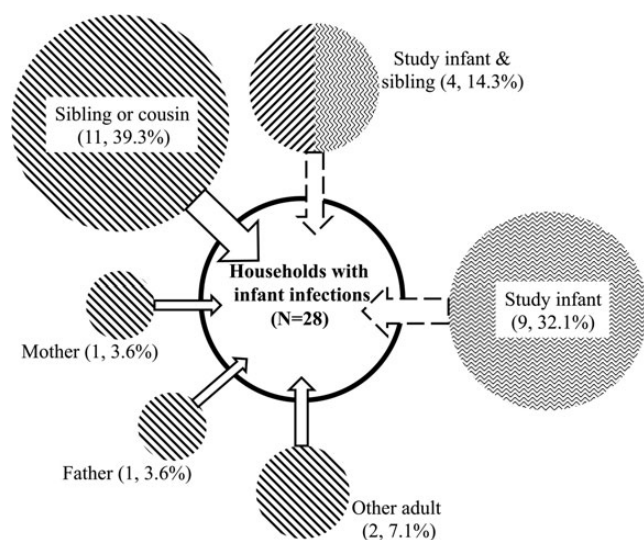 Sibling or cousin
(11, 39.3%)
Study infant &
sibling (4, 14.3%)
Households with
infant infections
(N=28)
Study infant
(9, 32.1%)
Mother (1, 3.6%)
Father (1, 3.6%)
Other adult
(2, 7.1%)